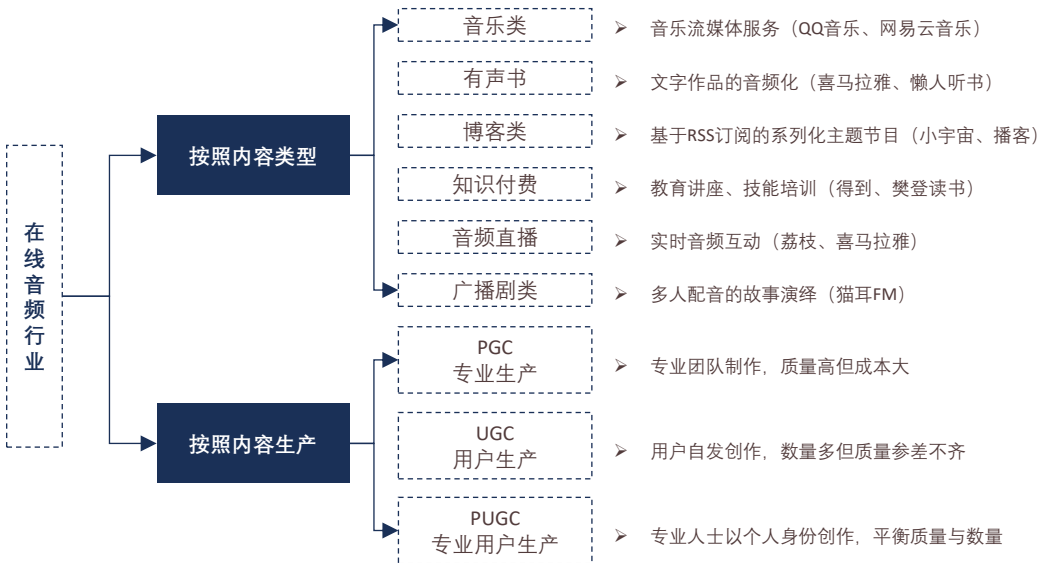 在线音频行业
按照内容类型
音乐类
➢ 音乐流媒体服务（QQ音乐、网易云音乐）
有声书
➢ 文字作品的音频化（喜马拉雅、懒人听书）
博客类
➢ 基于RSS订阅的系列化主题节目（小宇宙、播客）
知识付费
➢ 教育讲座、技能培训（得到、樊登读书）
音频直播
➢ 实时音频互动（荔枝、喜马拉雅）
广播剧类
➢ 多人配音的故事演绎（猫耳FM）
按照内容生产
PGC
专业生产
➢ 专业团队制作，质量高但成本大
UGC
用户生产
➢ 用户自发创作，数量多但质量参差不齐
PUGC
专业用户生产
➢ 专业人士以个人身份创作，平衡质量与数量